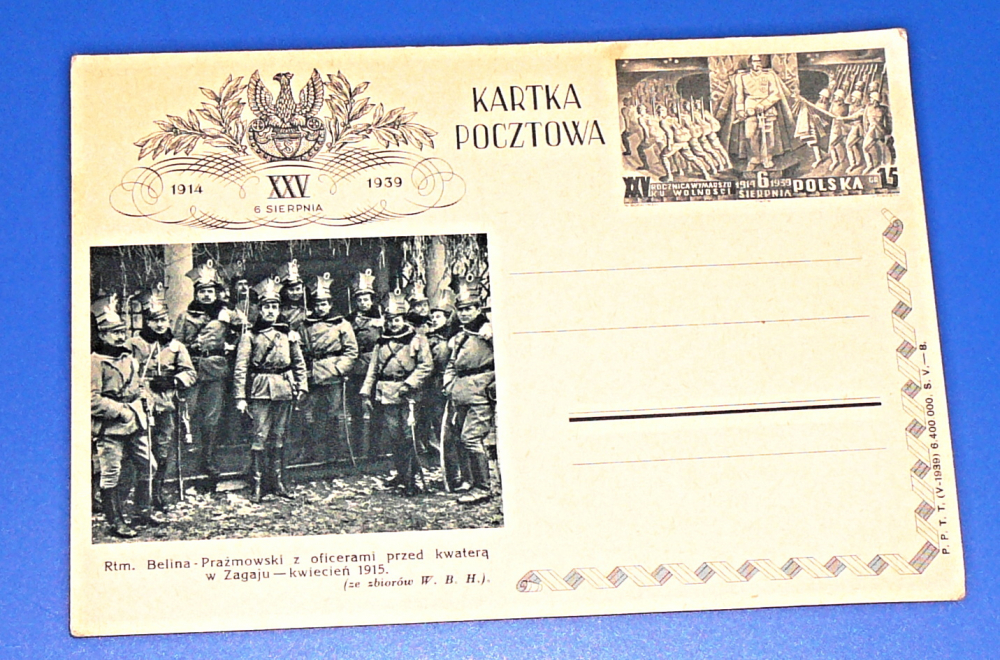 KARTKA
POCZTOWA
1914 XXV 1939
6 SIERPNIA
XXV ROCZNICA WYMARSZU 1914 6 1939 POLSKA GR 15
KU WOLNOŚCI SIERPNIA
Rtm. Belina-Prażmowski z oficerami przed kwaterą
w Zagaju — kwiecień 1915.
(ze zbiorów W. B. H.).
P. P. T. T. (V-1939) 6.400 000. S. V. — B.